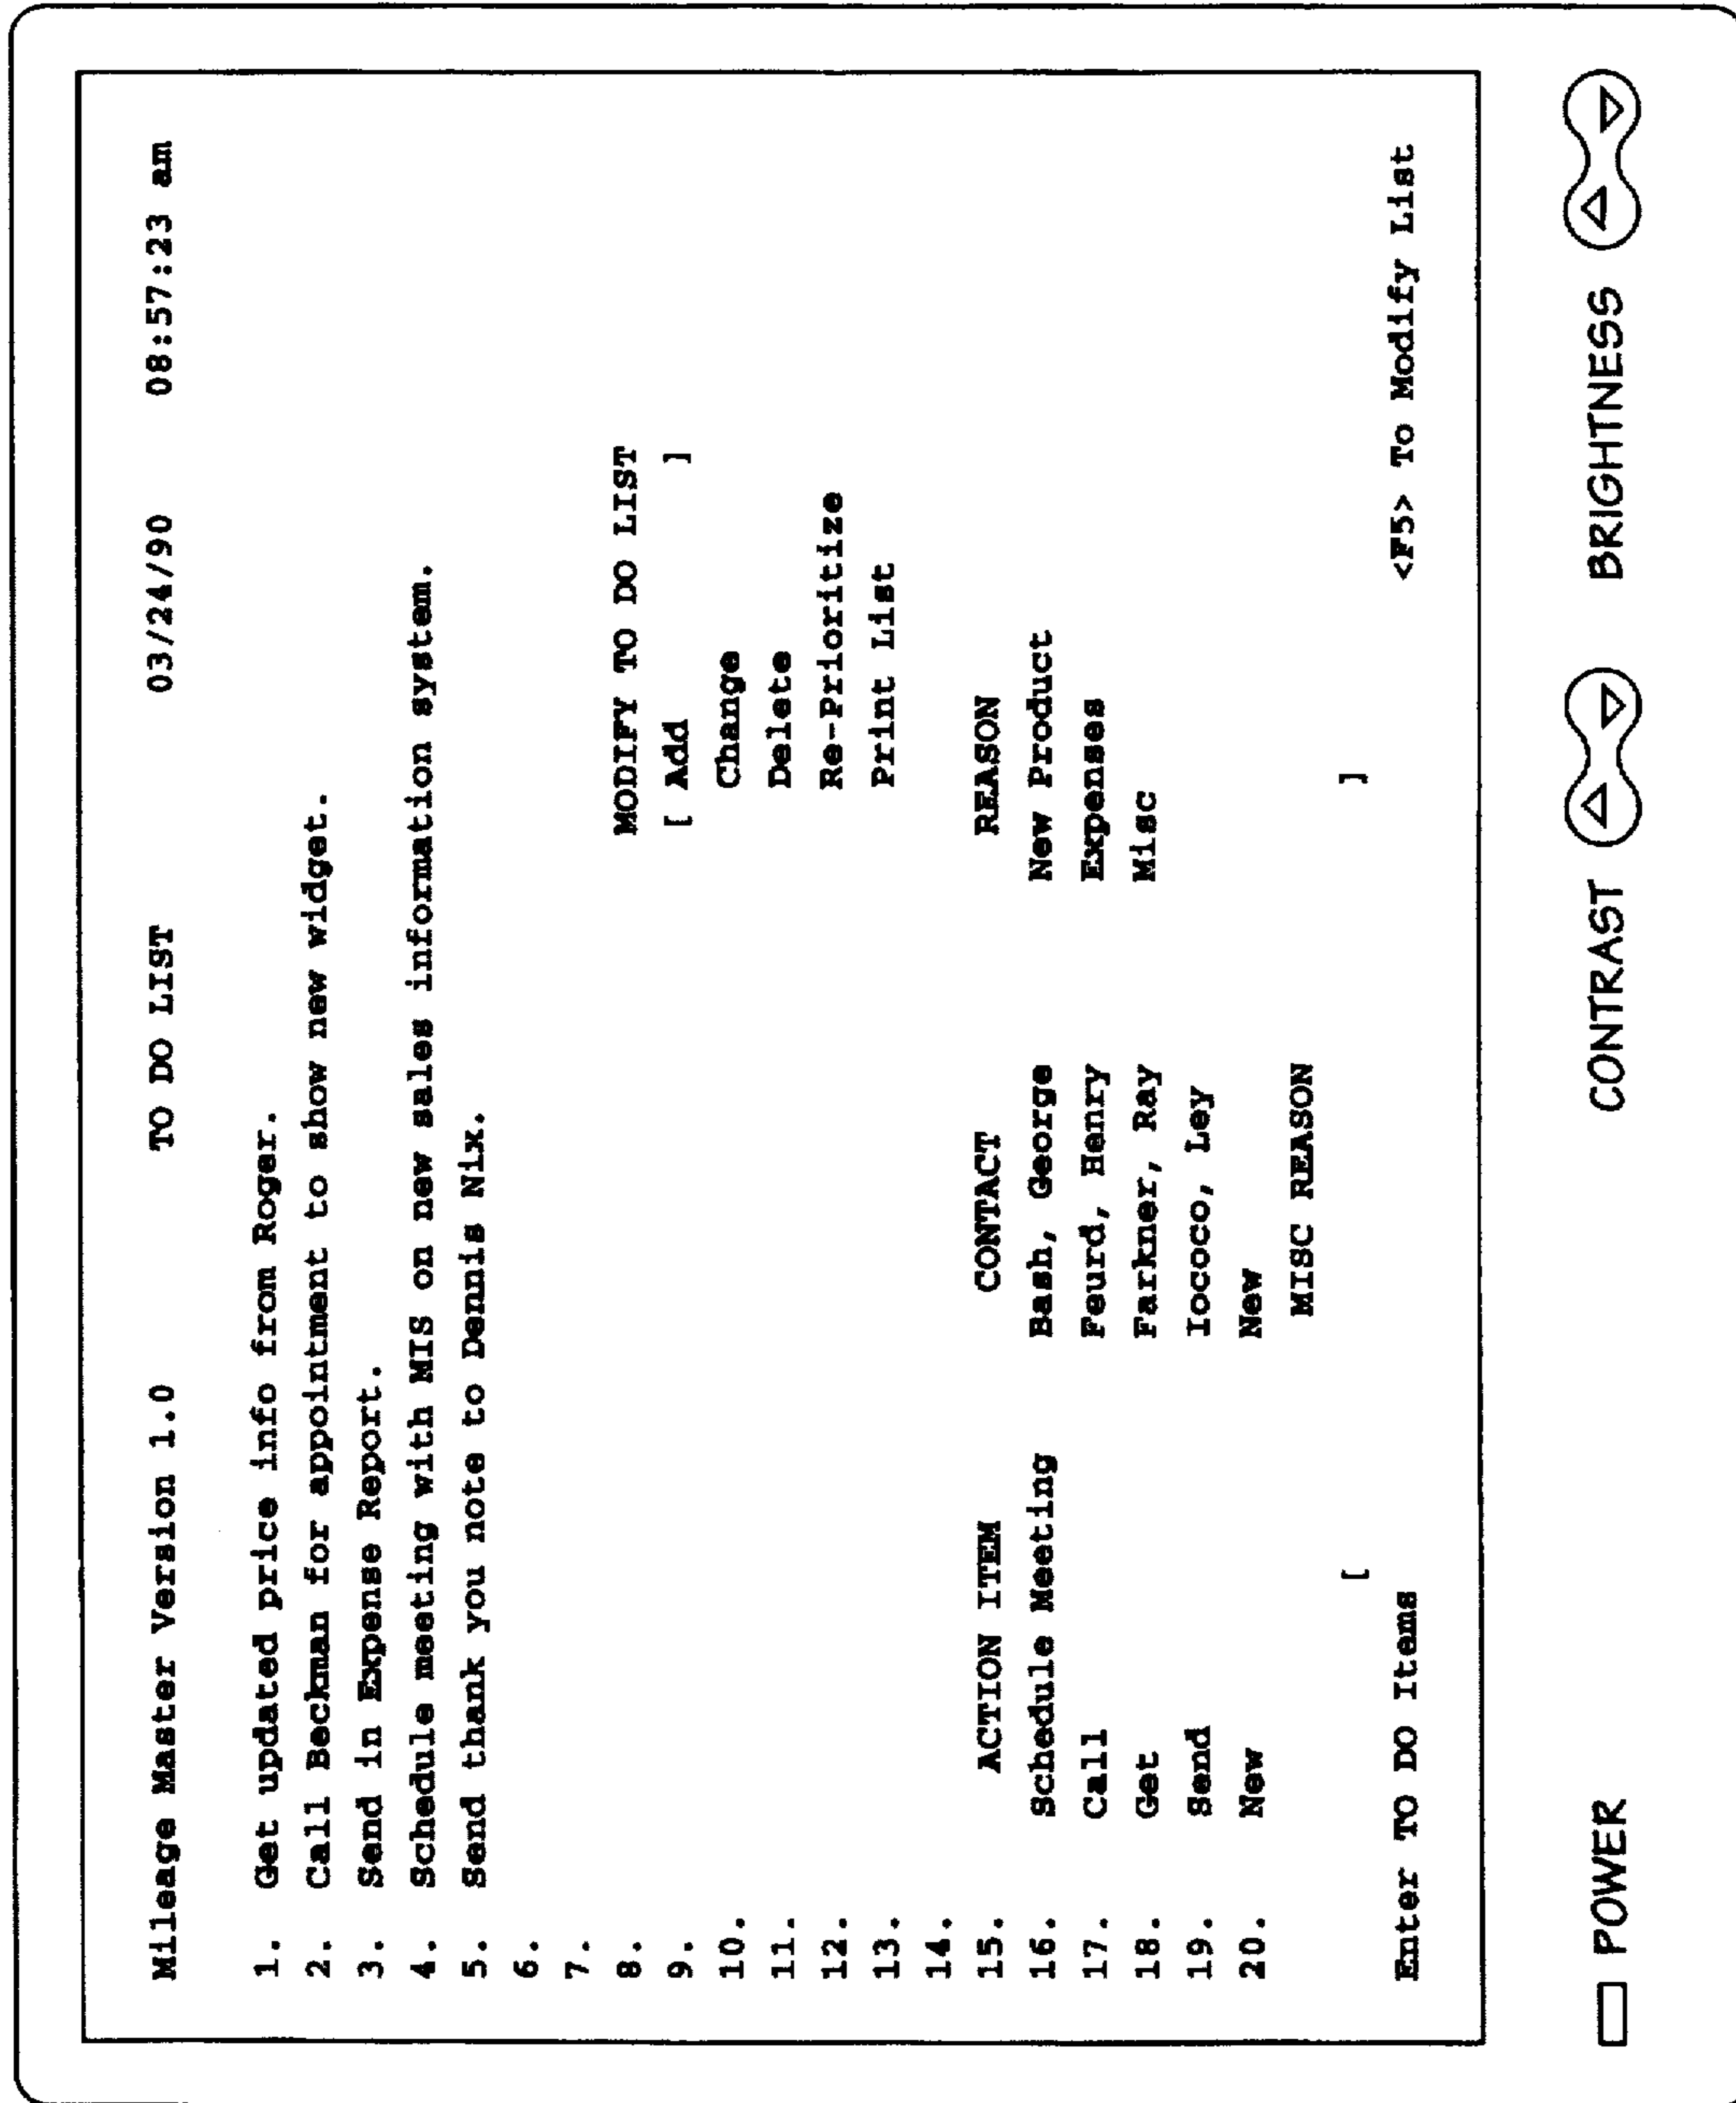 Mileage Master Version 1.0 TO DO LIST 03/24/90 08:57:23 am
1. Get updated price info from Roger.
2. Call Beckman for appointment to show new widget.
3. Send in Expense Report.
4. Schedule meeting with MIS on new sales information system.
5. Send thank you note to Dennis Nix.
6.
7.
8. MODIFY TO DO LIST
9. [ Add ]
10. Change
11. Delete
12. Re-Prioritize
13. Print List
14.
15. ACTION ITEM CONTACT REASON
16. Schedule Meeting Bash, George New Product
17. Call Feurd, Henry Expenses
18. Get Farkner, Ray Misc
19. Send Iococo, Ley
20. New New
MISC REASON
[ ]
Enter TO DO Items <F5> To Modify List
POWER CONTRAST BRIGHTNESS